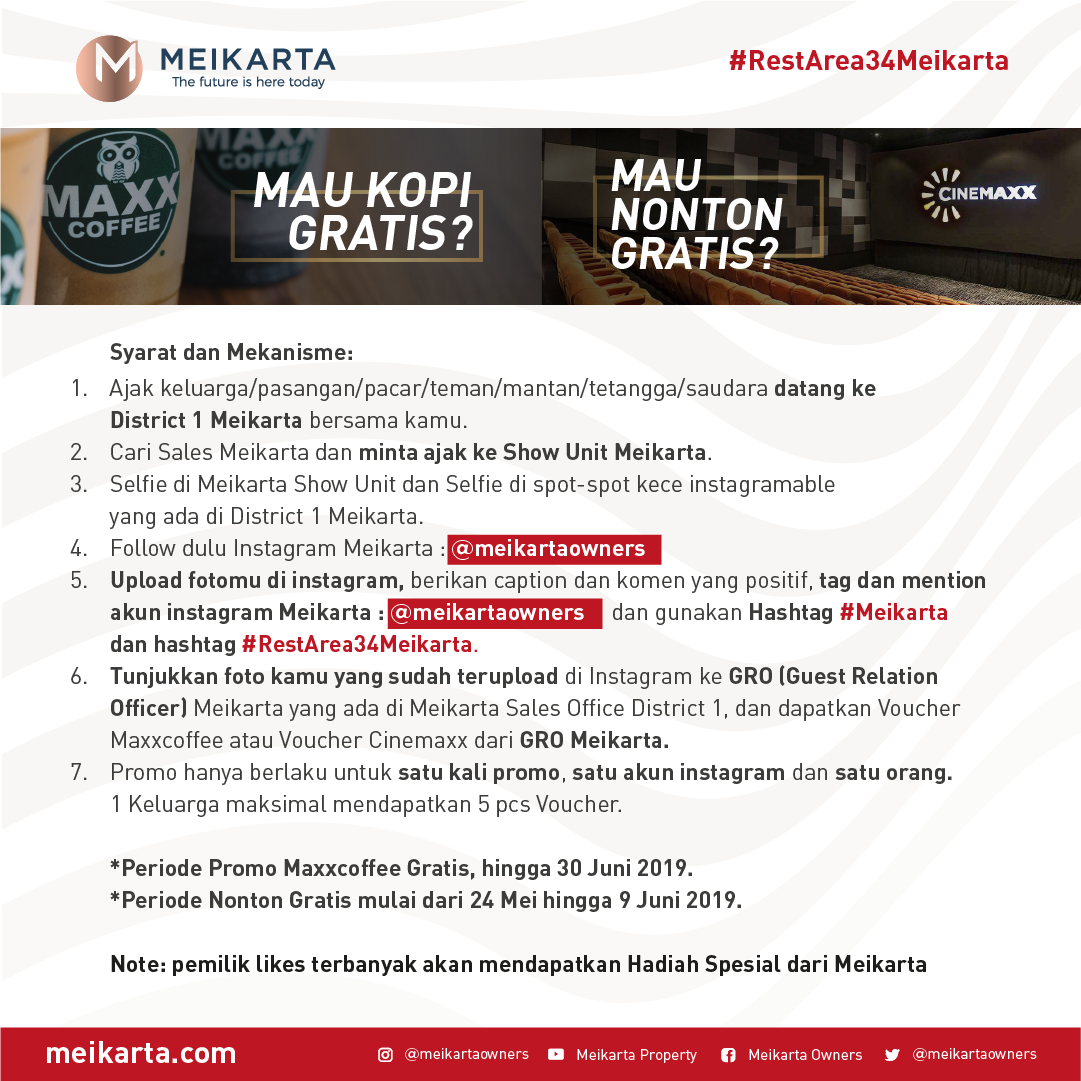 MEIKARTA
The future is here today
#RestArea34Meikarta
MAXX
COFFEE
MAXX
COFFEE
MAU KOPI
GRATIS?
MAU
NONTON
GRATIS?
CINEMAXX
Syarat dan Mekanisme:
1. Ajak keluarga/pasangan/pacar/teman/mantan/tetangga/saudara datang ke
District 1 Meikarta bersama kamu.
2. Cari Sales Meikarta dan minta ajak ke Show Unit Meikarta.
3. Selfie di Meikarta Show Unit dan Selfie di spot-spot kece instagramable
yang ada di District 1 Meikarta.
4. Follow dulu Instagram Meikarta : @meikartaowners
5. Upload fotomu di instagram, berikan caption dan komen yang positif, tag dan mention
akun instagram Meikarta : @meikartaowners dan gunakan Hashtag #Meikarta
dan hashtag #RestArea34Meikarta.
6. Tunjukkan foto kamu yang sudah terupload di Instagram ke GRO (Guest Relation
Officer) Meikarta yang ada di Meikarta Sales Office District 1, dan dapatkan Voucher
Maxxcoffee atau Voucher Cinemaxx dari GRO Meikarta.
7. Promo hanya berlaku untuk satu kali promo, satu akun instagram dan satu orang.
1 Keluarga maksimal mendapatkan 5 pcs Voucher.
*Periode Promo Maxxcoffee Gratis, hingga 30 Juni 2019.
*Periode Nonton Gratis mulai dari 24 Mei hingga 9 Juni 2019.
Note: pemilik likes terbanyak akan mendapatkan Hadiah Spesial dari Meikarta
meikarta.com
@meikartaowners
Meikarta Property
Meikarta Owners
@meikartaowners